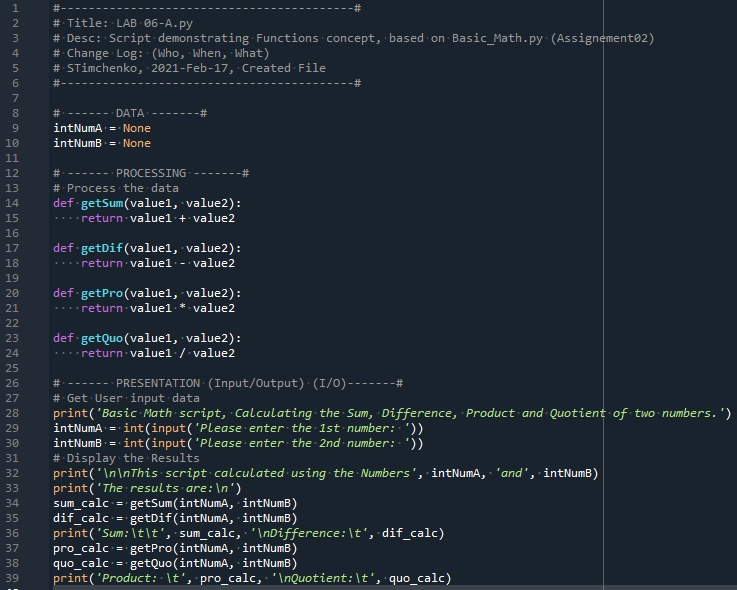 1 #------------------------------------------#
2 # Title: LAB 06-A.py
3 # Desc: Script demonstrating Functions concept, based on Basic_Math.py (Assignement02)
4 # Change Log: (Who, When, What)
5 # STimchenko, 2021-Feb-17, Created File
6 #------------------------------------------#
7
8 # ------ DATA -------#
9 intNumA = None
10 intNumB = None
11
12 # ------ PROCESSING -------#
13 # Process the data
14 def getSum(value1, value2):
15     return value1 + value2
16
17 def getDif(value1, value2):
18     return value1 - value2
19
20 def getPro(value1, value2):
21     return value1 * value2
22
23 def getQuo(value1, value2):
24     return value1 / value2
25
26 # ------ PRESENTATION (Input/Output) (I/O)-------#
27 # Get User input data
28 print('Basic Math script, Calculating the Sum, Difference, Product and Quotient of two numbers.')
29 intNumA = int(input('Please enter the 1st number: '))
30 intNumB = int(input('Please enter the 2nd number: '))
31 # Display the Results
32 print('\n\nThis script calculated using the Numbers', intNumA, 'and', intNumB)
33 print('The results are:\n')
34 sum_calc = getSum(intNumA, intNumB)
35 dif_calc = getDif(intNumA, intNumB)
36 print('Sum:\t\t', sum_calc, '\nDifference:\t', dif_calc)
37 pro_calc = getPro(intNumA, intNumB)
38 quo_calc = getQuo(intNumA, intNumB)
39 print('Product: \t', pro_calc, '\nQuotient:\t', quo_calc)